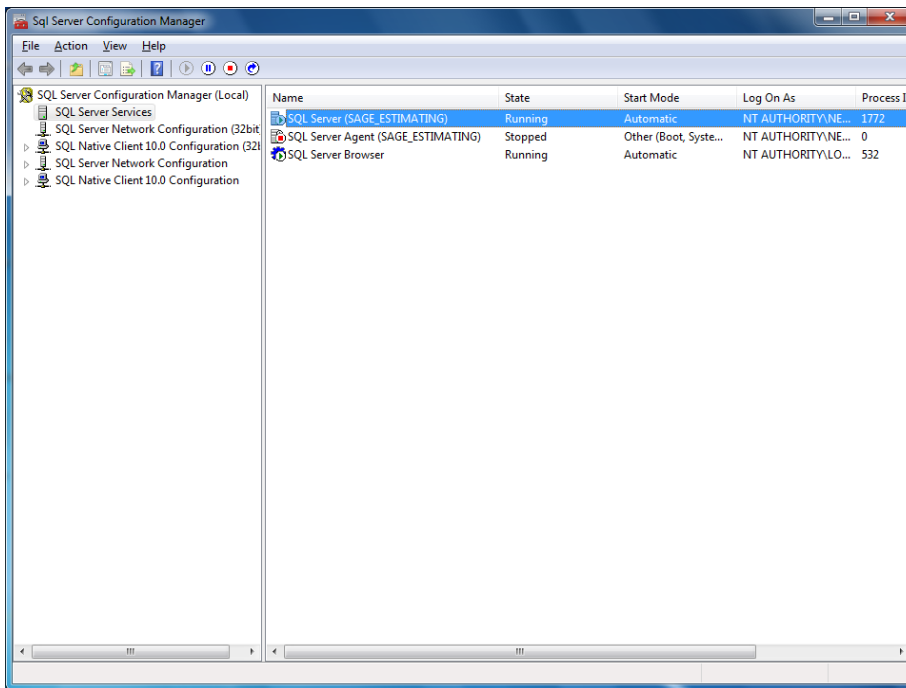 Sql Server Configuration Manager
File Action View Help
SQL Server Configuration Manager (Local)
SQL Server Services
SQL Server Network Configuration (32bit
SQL Native Client 10.0 Configuration (32b
SQL Server Network Configuration
SQL Native Client 10.0 Configuration
Name State Start Mode Log On As Process I
SQL Server (SAGE_ESTIMATING) Running Automatic NT AUTHORITY\NE... 1772
SQL Server Agent (SAGE_ESTIMATING) Stopped Other (Boot, Syste... NT AUTHORITY\NE... 0
SQL Server Browser Running Automatic NT AUTHORITY\LO... 532